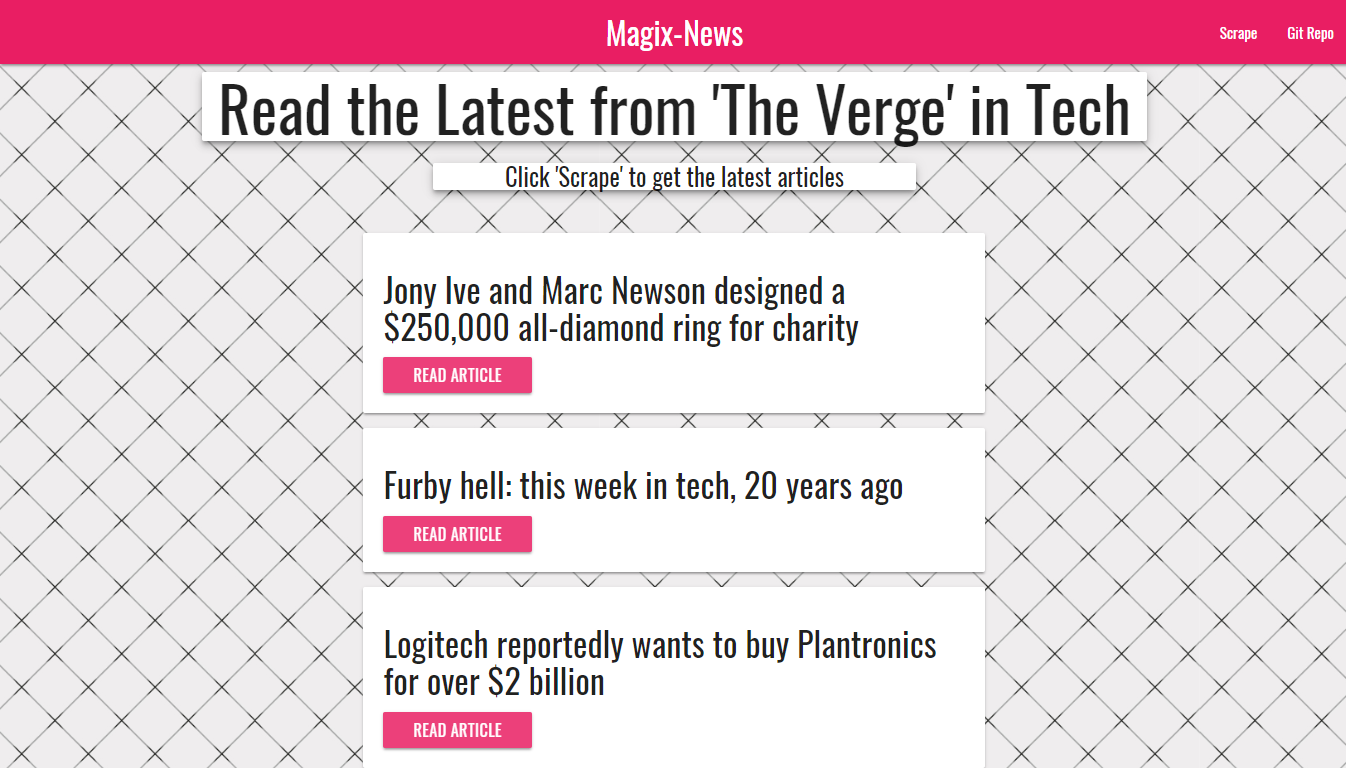 Magix-News
Scrape
Git Repo
Read the Latest from 'The Verge' in Tech
Click 'Scrape' to get the latest articles
Jony Ive and Marc Newson designed a
$250,000 all-diamond ring for charity
READ ARTICLE
Furby hell: this week in tech, 20 years ago
READ ARTICLE
Logitech reportedly wants to buy Plantronics
for over $2 billion
READ ARTICLE